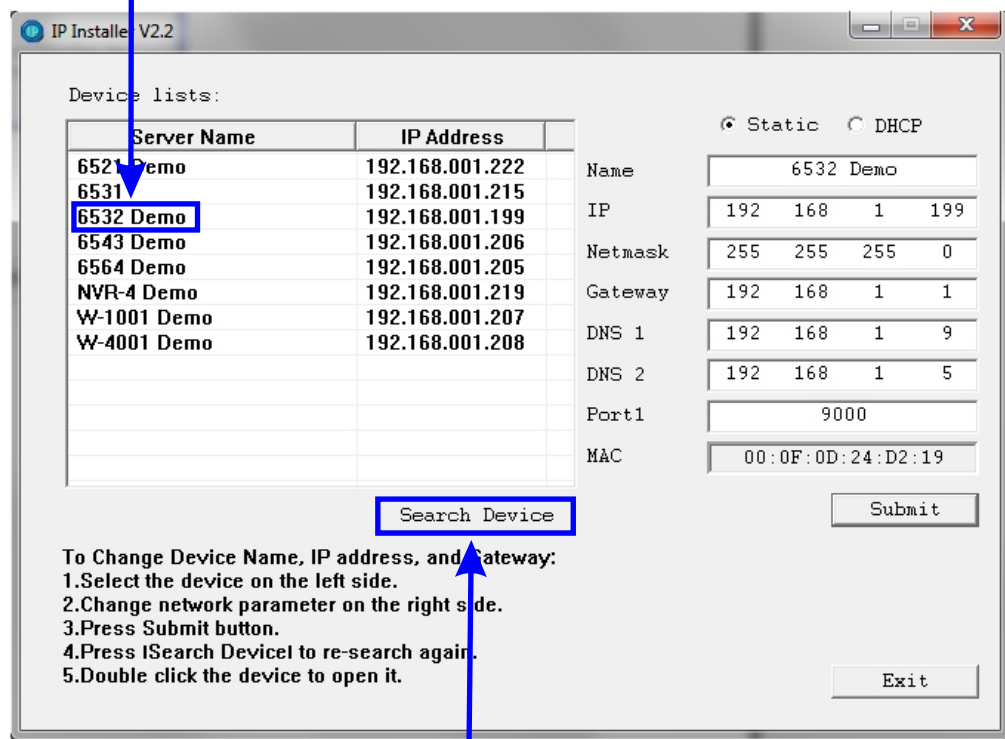 IP Installer V2.2
Device lists:
Server Name IP Address
6521 Demo 192.168.001.222
6531 192.168.001.215
6532 Demo 192.168.001.199
6543 Demo 192.168.001.206
6564 Demo 192.168.001.205
NVR-4 Demo 192.168.001.219
W-1001 Demo 192.168.001.207
W-4001 Demo 192.168.001.208
Static DHCP
Name 6532 Demo
IP 192 168 1 199
Netmask 255 255 255 0
Gateway 192 168 1 1
DNS 1 192 168 1 9
DNS 2 192 168 1 5
Port1 9000
MAC 00:0F:0D:24:D2:19
Search Device
Submit
To Change Device Name, IP address, and Gateway:
1.Select the device on the left side.
2.Change network parameter on the right side.
3.Press Submit button.
4.Press lSearch Devicel to re-search again.
5.Double click the device to open it.
Exit